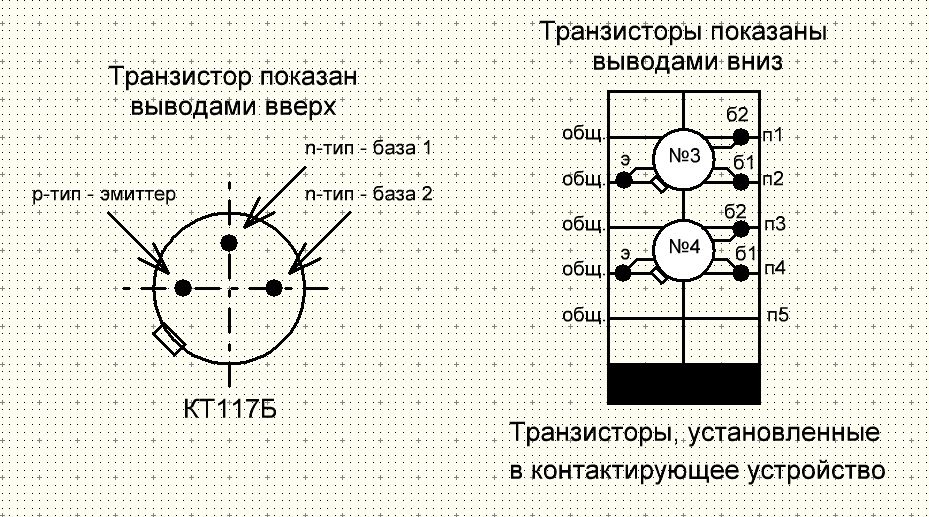 Транзистор показан
выводами вверх
n-тип - база 1
р-тип - эмиттер
n-тип - база 2
КТ117Б
Транзисторы показаны
выводами вниз
б2
общ.
п1
№3
э
б1
общ.
п2
б2
общ.
п3
№4
э
б1
общ.
п4
общ.
п5
Транзисторы, установленные
в контактирующее устройство